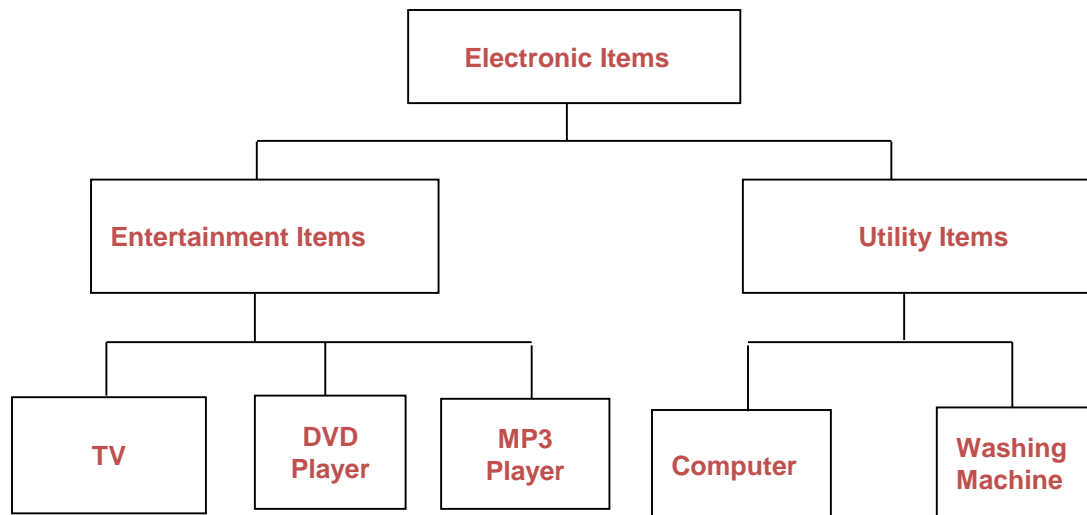 Electronic Items
Entertainment Items
Utility Items
TV
DVD
Player
MP3
Player
Computer
Washing
Machine